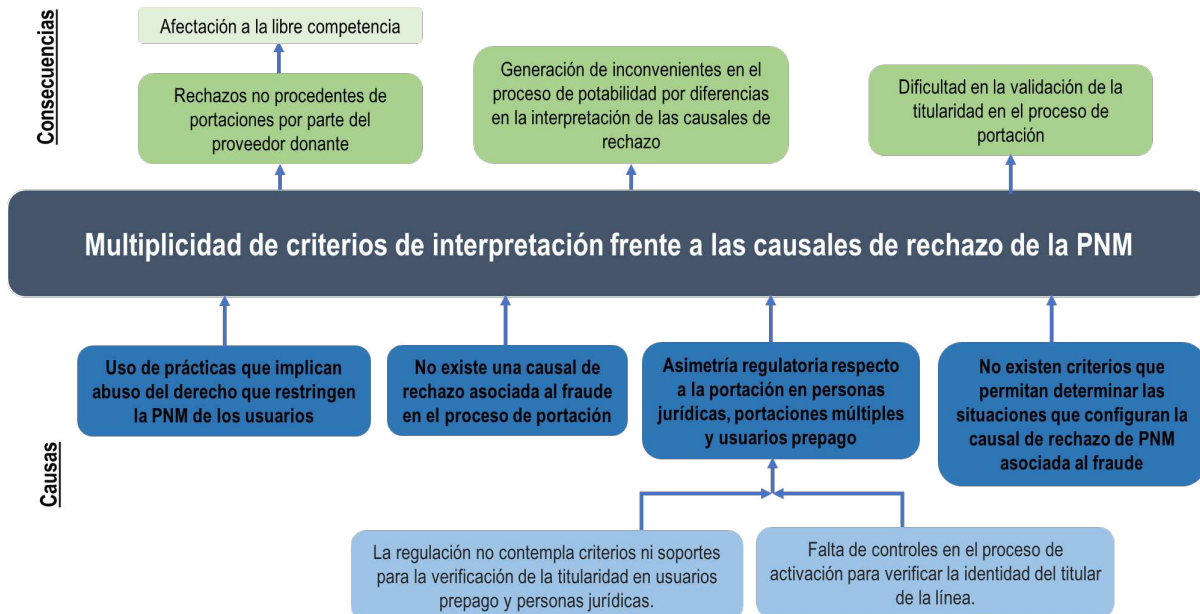 Consecuencias
Afectación a la libre competencia
Rechazos no procedentes de
portaciones por parte del
proveedor donante
Generación de inconvenientes en el
proceso de potabilidad por diferencias
en la interpretación de las causales de
rechazo
Dificultad en la validación de la
titularidad en el proceso de
portación
Multiplicidad de criterios de interpretación frente a las causales de rechazo de la PNM
Causas
Uso de prácticas que implican
abuso del derecho que restringen
la PNM de los usuarios
No existe una causal de
rechazo asociada al fraude
en el proceso de portación
Asimetría regulatoria respecto
a la portación en personas
jurídicas, portaciones múltiples
y usuarios prepago
No existen criterios que
permitan determinar las
situaciones que configuran la
causal de rechazo de PNM
asociada al fraude
La regulación no contempla criterios ni soportes
para la verificación de la titularidad en usuarios
prepago y personas jurídicas.
Falta de controles en el proceso de
activación para verificar la identidad del titular
de la línea.